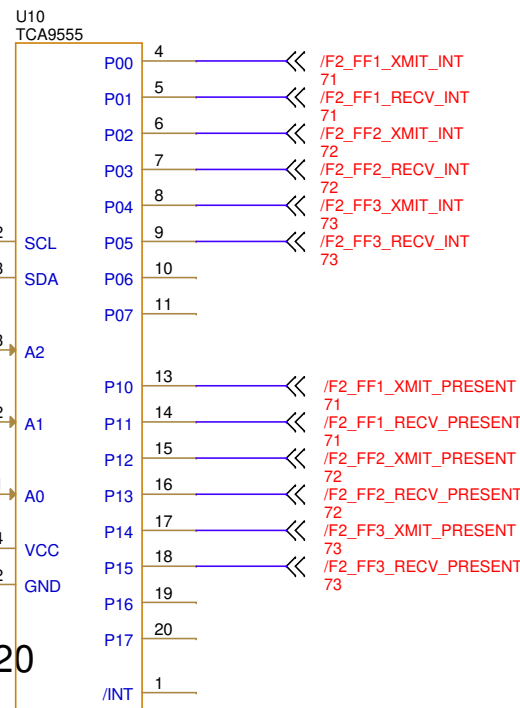 U10
TCA9555
P00 4 /F2_FF1_XMIT_INT
71
P01 5 /F2_FF1_RECV_INT
71
P02 6 /F2_FF2_XMIT_INT
72
P03 7 /F2_FF2_RECV_INT
72
P04 8 /F2_FF3_XMIT_INT
73
SCL P05 9 /F2_FF3_RECV_INT
73
SDA P06 10
P07 11
A2
P10 13 /F2_FF1_XMIT_PRESENT
71
A1 P11 14 /F2_FF1_RECV_PRESENT
71
P12 15 /F2_FF2_XMIT_PRESENT
72
A0 P13 16 /F2_FF2_RECV_PRESENT
72
P14 17 /F2_FF3_XMIT_PRESENT
73
VCC
P15 18 /F2_FF3_RECV_PRESENT
73
GND
P16 19
P17 20
20
/INT 1